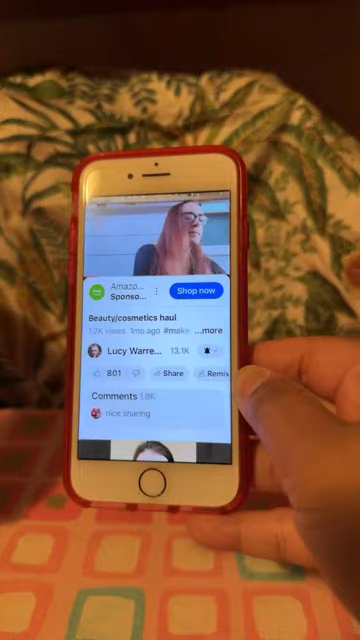 Amazo...
Sponso...
Shop now
Beauty/cosmetics haul
1.2K views 1mo ago #make- ...more
Lucy Warre... 13.1K
801 Share Remix
Comments 1.8K
nice sharing